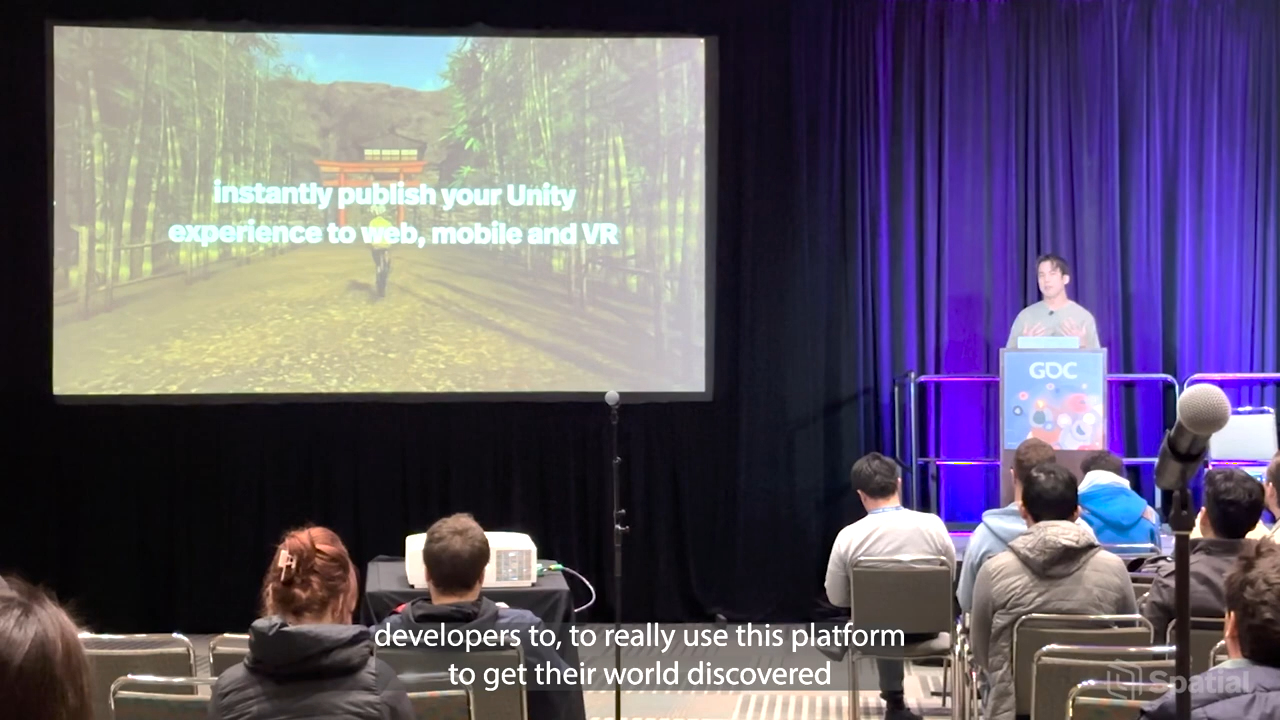 instantly publish your Unity
experience to web, mobile and VR
GDC
developers to, to really use this platform
to get their world discovered
Spatial